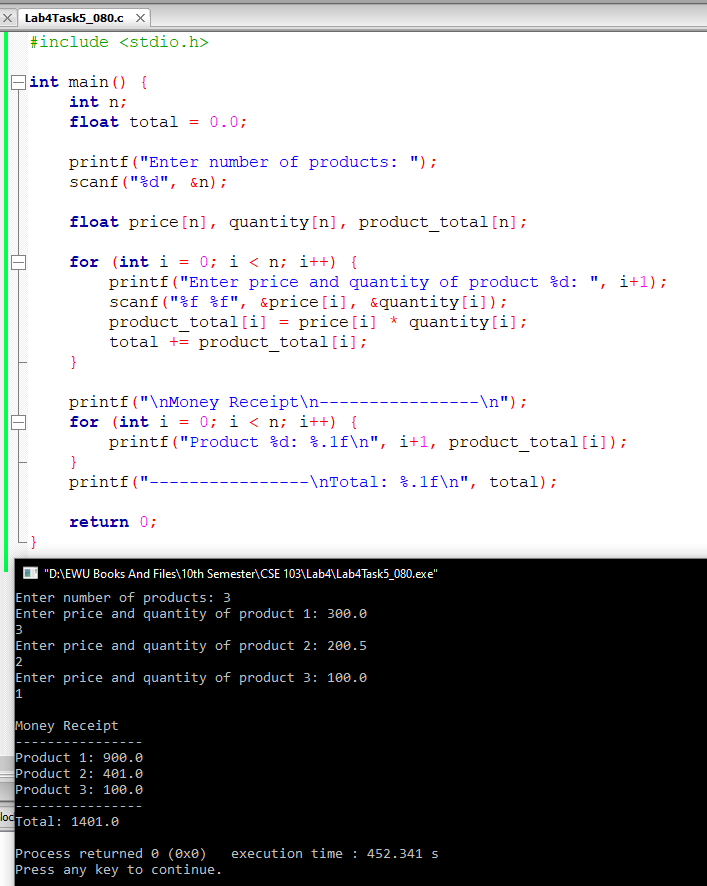 Lab4Task5_080.c
#include <stdio.h>
int main() {
    int n;
    float total = 0.0;
    printf("Enter number of products: ");
    scanf("%d", &n);
    float price[n], quantity[n], product_total[n];
    for (int i = 0; i < n; i++) {
        printf("Enter price and quantity of product %d: ", i+1);
        scanf("%f %f", &price[i], &quantity[i]);
        product_total[i] = price[i] * quantity[i];
        total += product_total[i];
    }
    printf("\nMoney Receipt\n----------------\n");
    for (int i = 0; i < n; i++) {
        printf("Product %d: %.1f\n", i+1, product_total[i]);
    }
    printf("----------------\nTotal: %.1f\n", total);
    return 0;
}
"D:\EWU Books And Files\10th Semester\CSE 103\Lab4\Lab4Task5_080.exe"
Enter number of products: 3
Enter price and quantity of product 1: 300.0
3
Enter price and quantity of product 2: 200.5
2
Enter price and quantity of product 3: 100.0
1
Money Receipt
----------------
Product 1: 900.0
Product 2: 401.0
Product 3: 100.0
----------------
loc
Total: 1401.0
Process returned 0 (0x0)   execution time : 452.341 s
Press any key to continue.